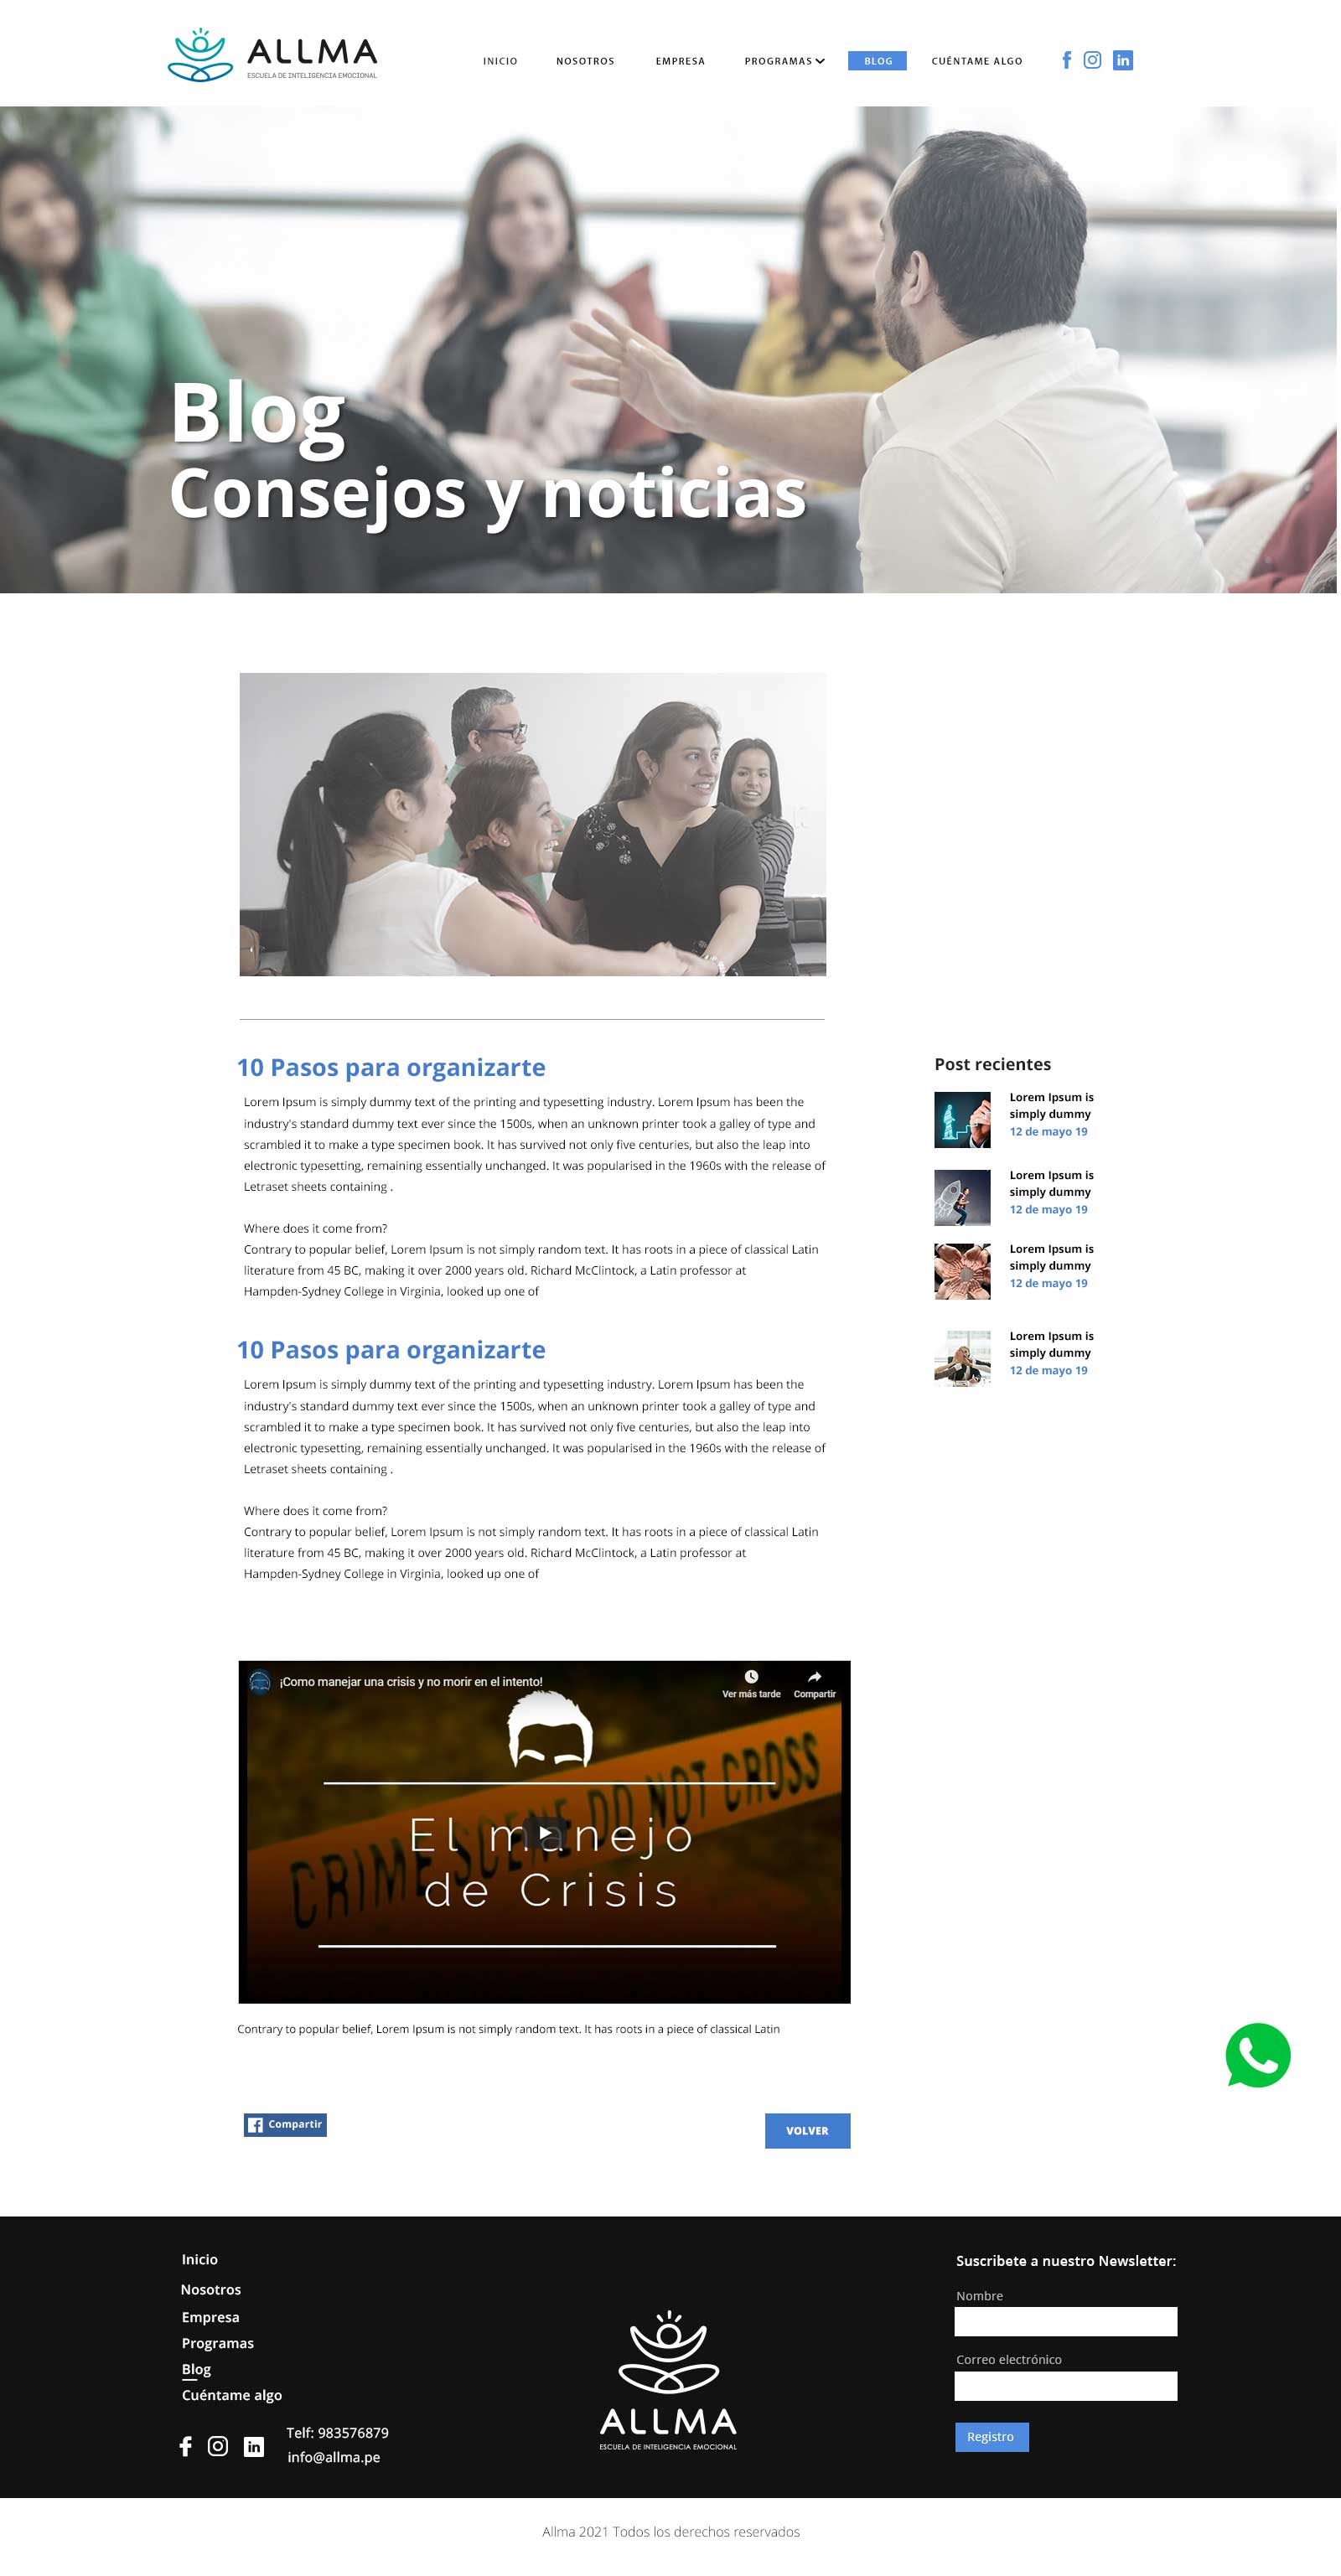 ALLMA
ESCUELA DE INTELIGENCIA EMOCIONAL
INICIO
NOSOTROS
EMPRESA
PROGRAMAS
BLOG
CUÉNTAME ALGO
Blog
Consejos y noticias
10 Pasos para organizarte
Lorem Ipsum is simply dummy text of the printing and typesetting industry. Lorem Ipsum has been the
industry's standard dummy text ever since the 1500s, when an unknown printer took a galley of type and
scrambled it to make a type specimen book. It has survived not only five centuries, but also the leap into
electronic typesetting, remaining essentially unchanged. It was popularised in the 1960s with the release of
Letraset sheets containing .
Where does it come from?
Contrary to popular belief, Lorem Ipsum is not simply random text. It has roots in a piece of classical Latin
literature from 45 BC, making it over 2000 years old. Richard McClintock, a Latin professor at
Hampden-Sydney College in Virginia, looked up one of
10 Pasos para organizarte
Lorem Ipsum is simply dummy text of the printing and typesetting industry. Lorem Ipsum has been the
industry's standard dummy text ever since the 1500s, when an unknown printer took a galley of type and
scrambled it to make a type specimen book. It has survived not only five centuries, but also the leap into
electronic typesetting, remaining essentially unchanged. It was popularised in the 1960s with the release of
Letraset sheets containing .
Where does it come from?
Contrary to popular belief, Lorem Ipsum is not simply random text. It has roots in a piece of classical Latin
literature from 45 BC, making it over 2000 years old. Richard McClintock, a Latin professor at
Hampden-Sydney College in Virginia, looked up one of
Post recientes
Lorem Ipsum is
simply dummy
12 de mayo 19
Lorem Ipsum is
simply dummy
12 de mayo 19
Lorem Ipsum is
simply dummy
12 de mayo 19
Lorem Ipsum is
simply dummy
12 de mayo 19
¡Como manejar una crisis y no morir en el intento!
Ver más tarde
Compartir
CRIME SCENE DO NOT CROSS
El manejo
de Crisis
Contrary to popular belief, Lorem Ipsum is not simply random text. It has roots in a piece of classical Latin
Compartir
VOLVER
Inicio
Nosotros
Empresa
Programas
Blog
Cuéntame algo
Telf: 983576879
info@allma.pe
ALLMA
ESCUELA DE INTELIGENCIA EMOCIONAL
Suscribete a nuestro Newsletter:
Nombre
Correo electrónico
Registro
Allma 2021 Todos los derechos reservados